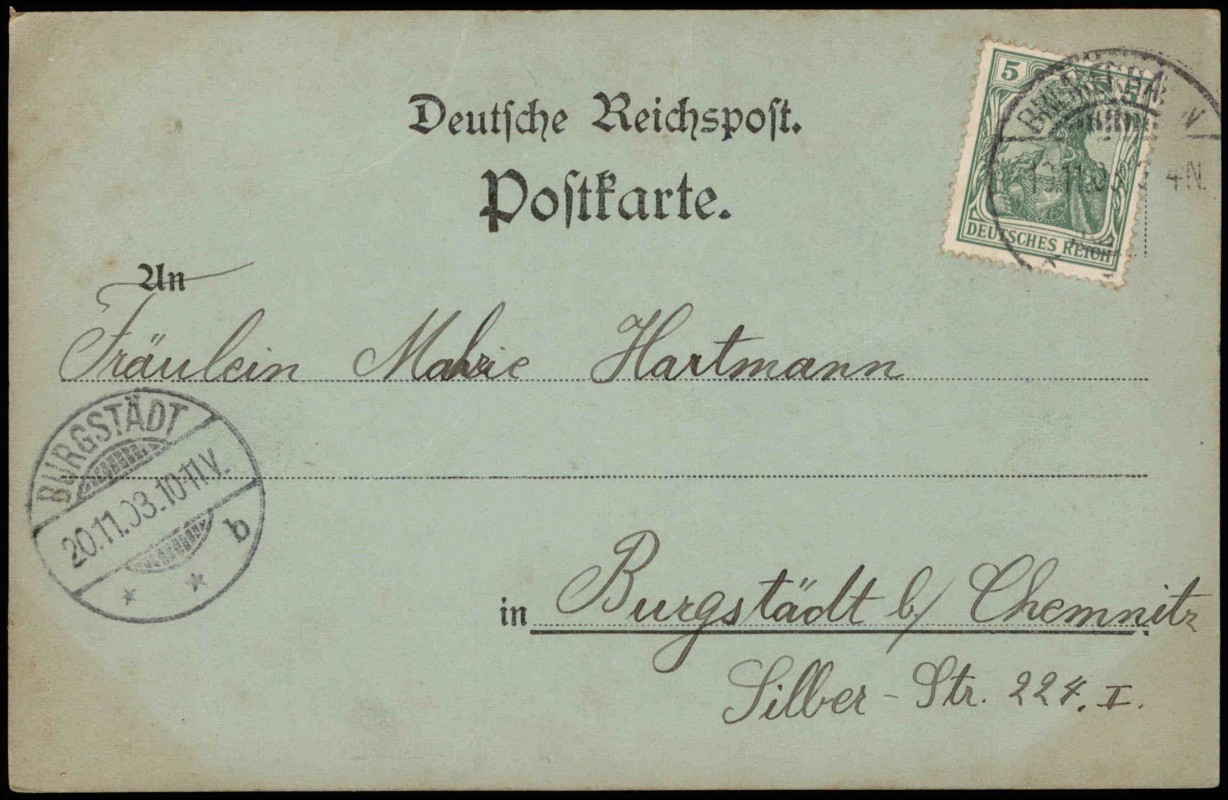 Deutsche Reichspost.
Postkarte.
5
DEUTSCHES REICH
4N.
An
Fräulein Marie Hartmann
BURGSTÄDT
20.11.03.10-11V.
b
* *
in Burgstädt b/ Chemnitz
Silber-Str. 224. I.